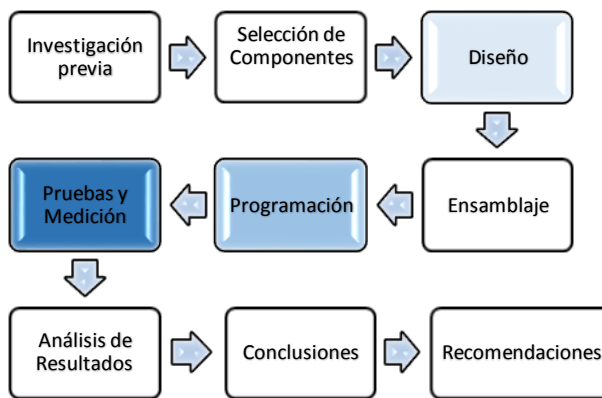 Investigación
previa
Selección de
Componentes
Diseño
Ensamblaje
Programación
Pruebas y
Medición
Análisis de
Resultados
Conclusiones
Recomendaciones